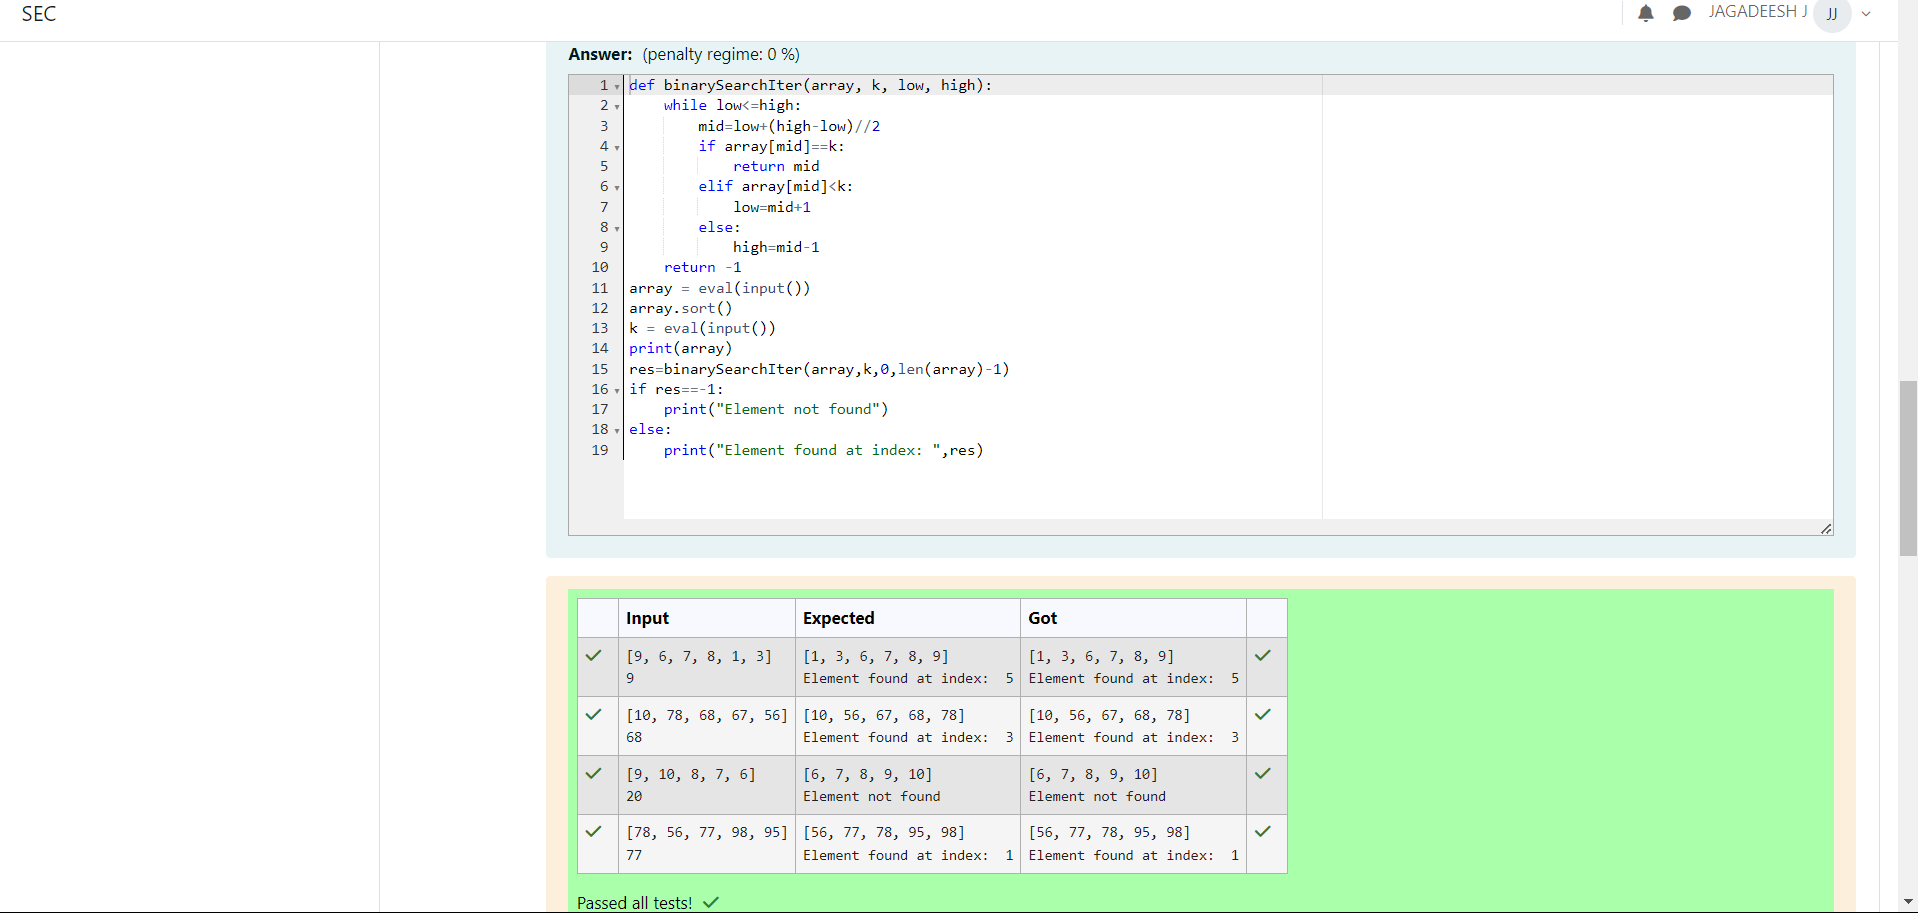 SEC
JAGADEESH J JJ
Answer: (penalty regime: 0 %)
1 def binarySearchIter(array, k, low, high):
2     while low<=high:
3         mid=low+(high-low)//2
4         if array[mid]==k:
5             return mid
6         elif array[mid]<k:
7             low=mid+1
8         else:
9             high=mid-1
10     return -1
11 array = eval(input())
12 array.sort()
13 k = eval(input())
14 print(array)
15 res=binarySearchIter(array,k,0,len(array)-1)
16 if res==-1:
17     print("Element not found")
18 else:
19     print("Element found at index: ",res)
Input Expected Got
[9, 6, 7, 8, 1, 3] [1, 3, 6, 7, 8, 9] [1, 3, 6, 7, 8, 9]
9 Element found at index:  5 Element found at index:  5
[10, 78, 68, 67, 56] [10, 56, 67, 68, 78] [10, 56, 67, 68, 78]
68 Element found at index:  3 Element found at index:  3
[9, 10, 8, 7, 6] [6, 7, 8, 9, 10] [6, 7, 8, 9, 10]
20 Element not found Element not found
[78, 56, 77, 98, 95] [56, 77, 78, 95, 98] [56, 77, 78, 95, 98]
77 Element found at index:  1 Element found at index:  1
Passed all tests!